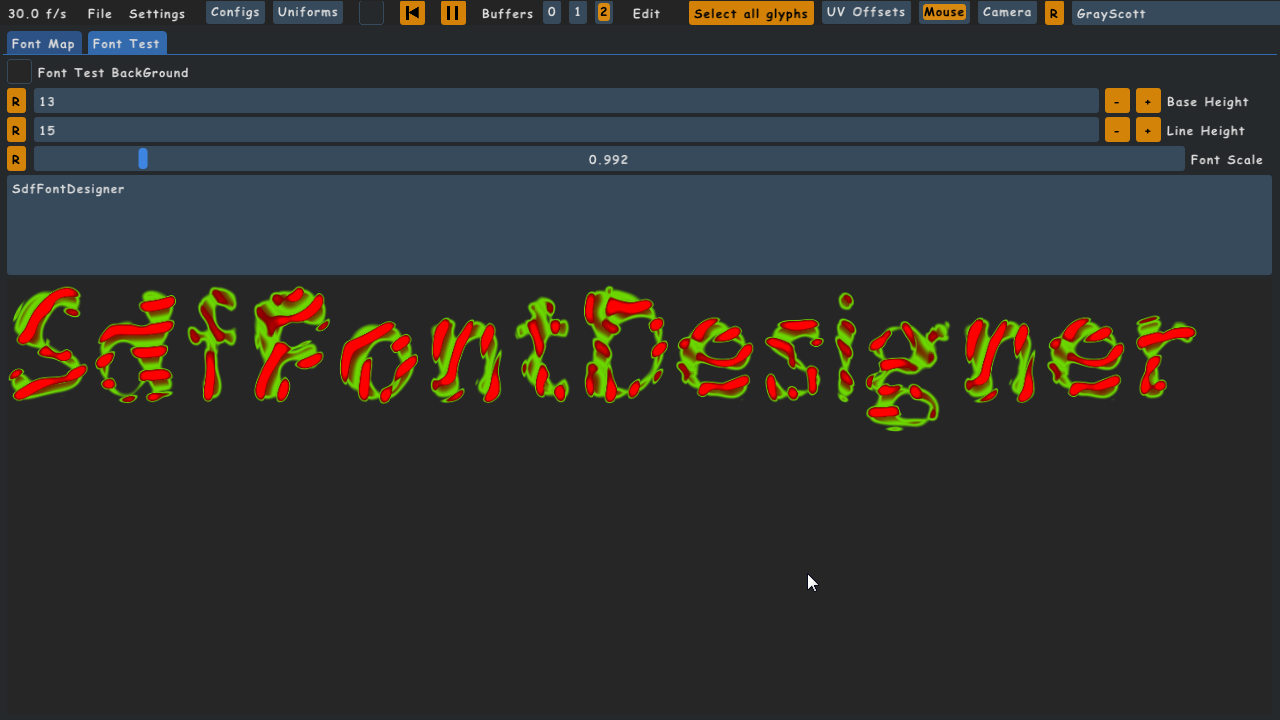 30.0 f/s File Settings Configs Uniforms Buffers 0 1 2 Edit Select all glyphs UV Offsets Mouse Camera R GrayScott
Font Map Font Test
Font Test BackGround
R 13 - + Base Height
R 15 - + Line Height
R 0.992 Font Scale
SdfFontDesigner
SdfFontDesigner